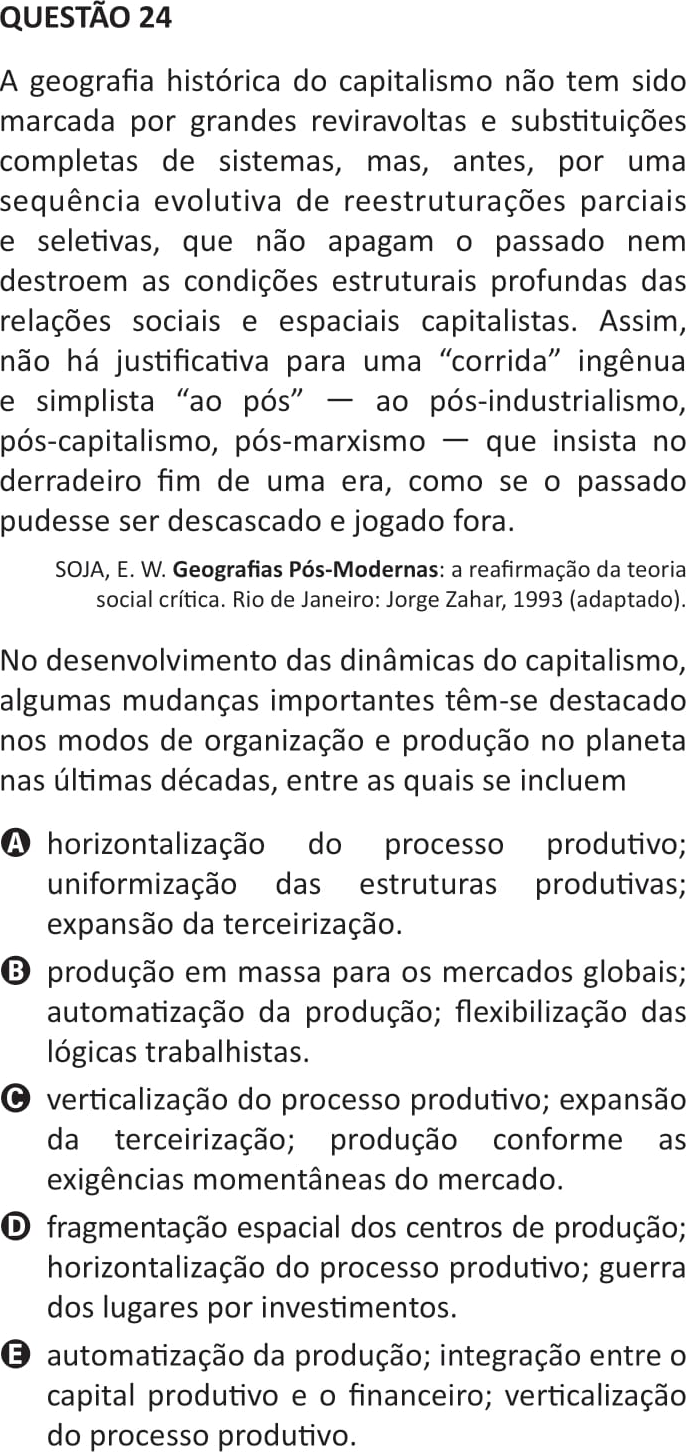 QUESTÃO 24
A geografia histórica do capitalismo não tem sido
marcada por grandes reviravoltas e substituições
completas de sistemas, mas, antes, por uma
sequência evolutiva de reestruturações parciais
e seletivas, que não apagam o passado nem
destroem as condições estruturais profundas das
relações sociais e espaciais capitalistas. Assim,
não há justificativa para uma “corrida” ingênua
e simplista “ao pós” — ao pós-industrialismo,
pós-capitalismo, pós-marxismo — que insista no
derradeiro fim de uma era, como se o passado
pudesse ser descascado e jogado fora.
SOJA, E. W. Geografias Pós-Modernas: a reafirmação da teoria
social crítica. Rio de Janeiro: Jorge Zahar, 1993 (adaptado).
No desenvolvimento das dinâmicas do capitalismo,
algumas mudanças importantes têm-se destacado
nos modos de organização e produção no planeta
nas últimas décadas, entre as quais se incluem
A horizontalização do processo produtivo;
uniformização das estruturas produtivas;
expansão da terceirização.
B produção em massa para os mercados globais;
automatização da produção; flexibilização das
lógicas trabalhistas.
C verticalização do processo produtivo; expansão
da terceirização; produção conforme as
exigências momentâneas do mercado.
D fragmentação espacial dos centros de produção;
horizontalização do processo produtivo; guerra
dos lugares por investimentos.
E automatização da produção; integração entre o
capital produtivo e o financeiro; verticalização
do processo produtivo.